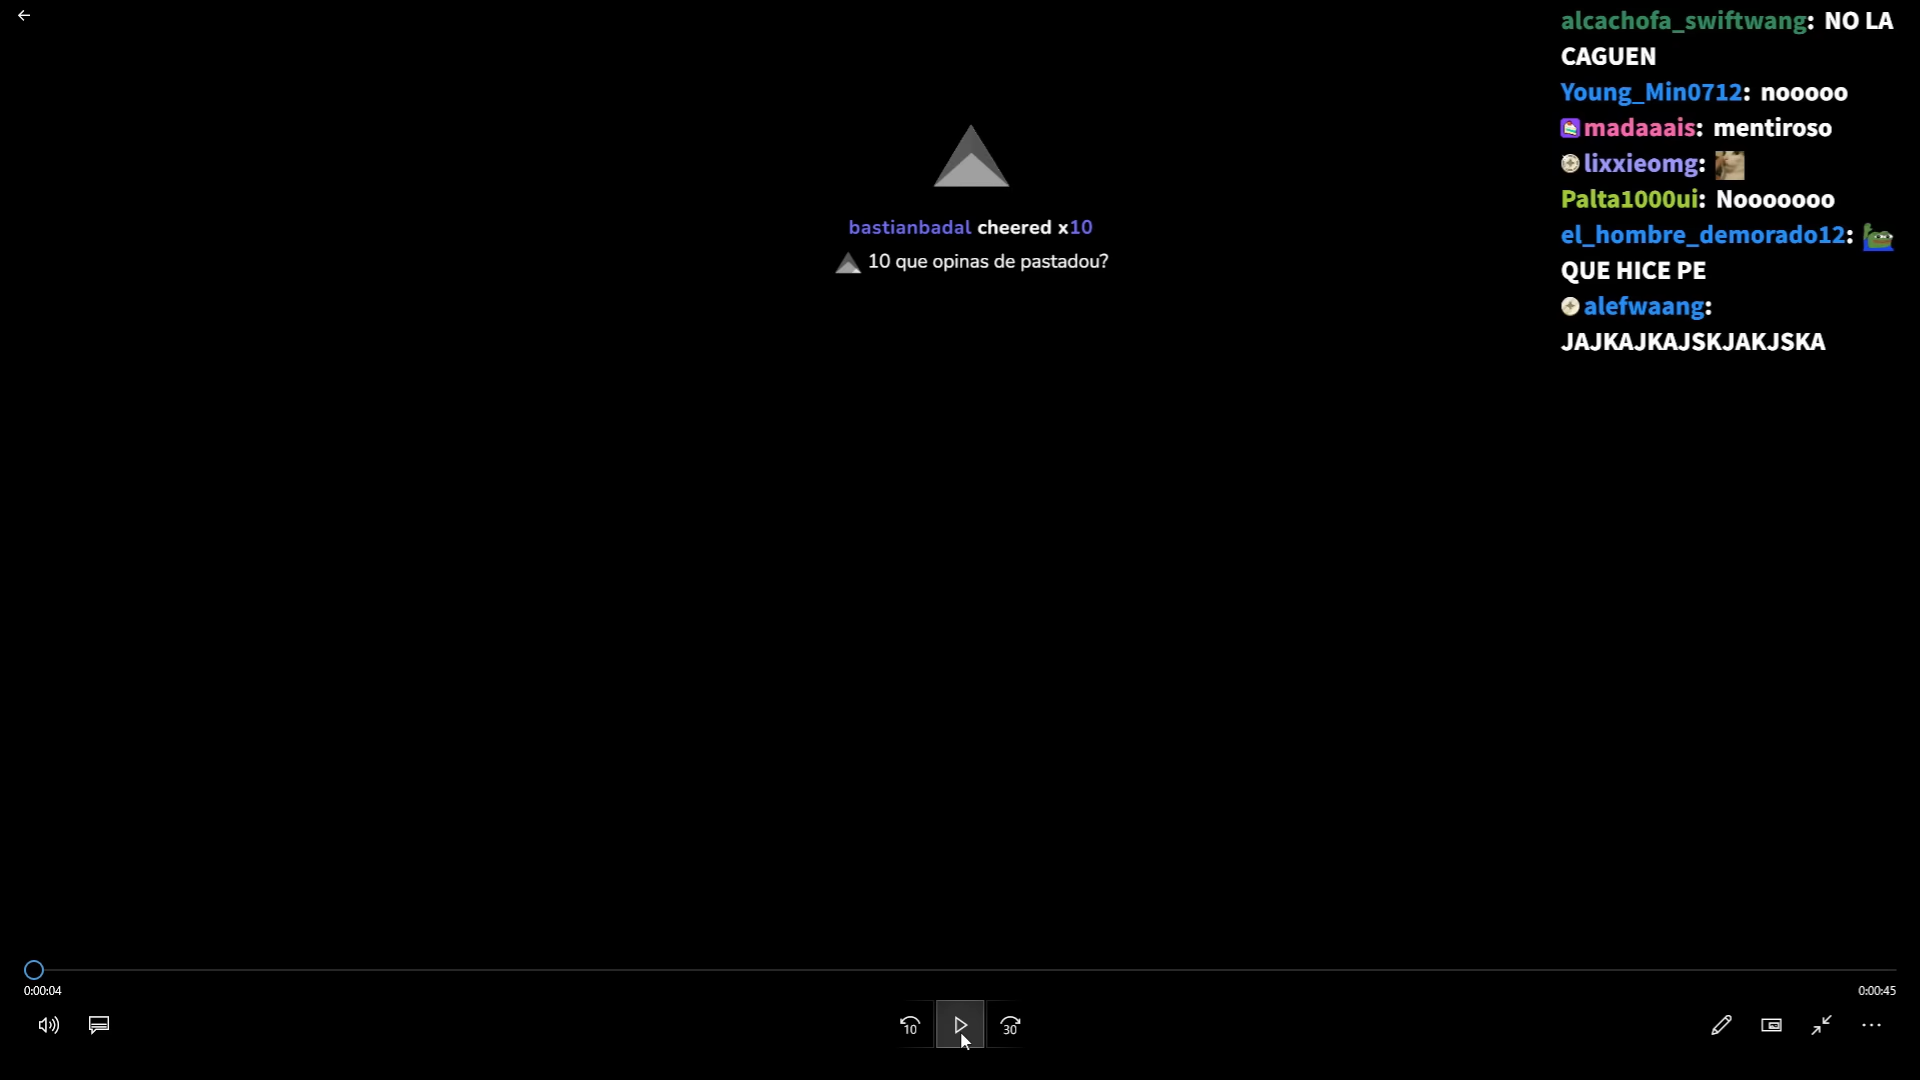 alcachofa_swiftwang: NO LA
CAGUEN
Young_Min0712: nooooo
madaaais: mentiroso
lixxieomg:
Palta1000ui: Nooooooo
el_hombre_demorado12:
QUE HICE PE
alefwaang:
JAJKAJKAJSKJAKJSKA
bastianbadal cheered x10
10 que opinas de pastadou?
0:00:04
0:00:45
10
30